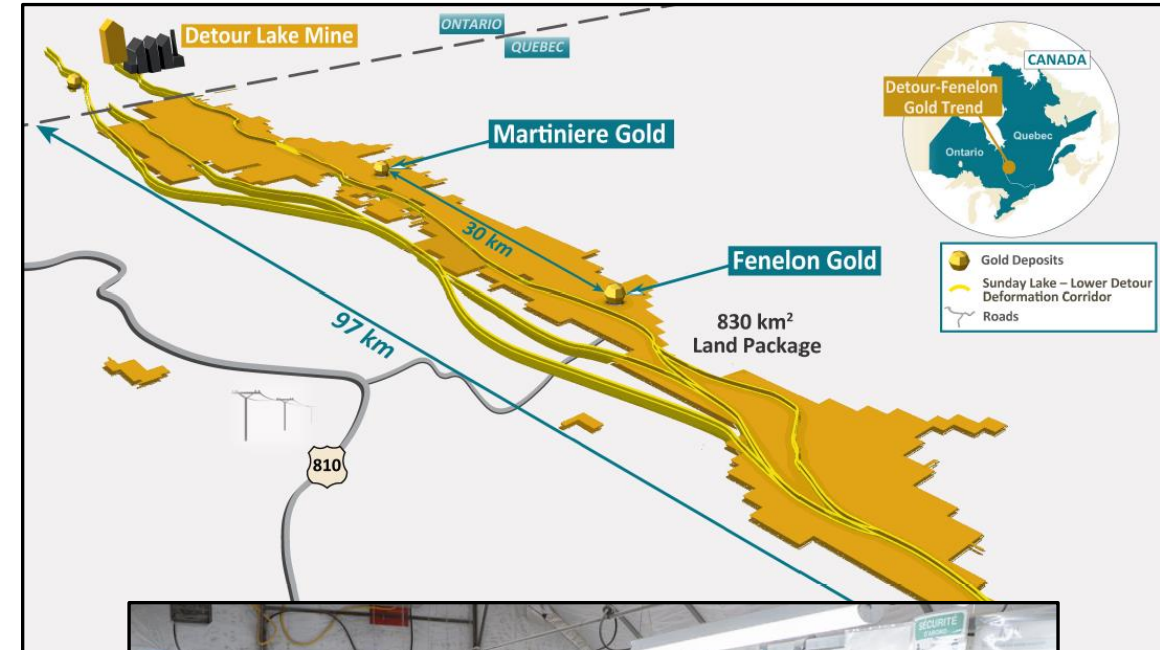 Detour Lake Mine
ONTARIO
QUEBEC
CANADA
Detour-Fenelon
Gold Trend
Ontario
Quebec
Martiniere Gold
30 km
Fenelon Gold
Gold Deposits
Sunday Lake – Lower Detour
Deformation Corridor
Roads
97 km
830 km²
Land Package
810
SÉCURITÉ
D'ABORD